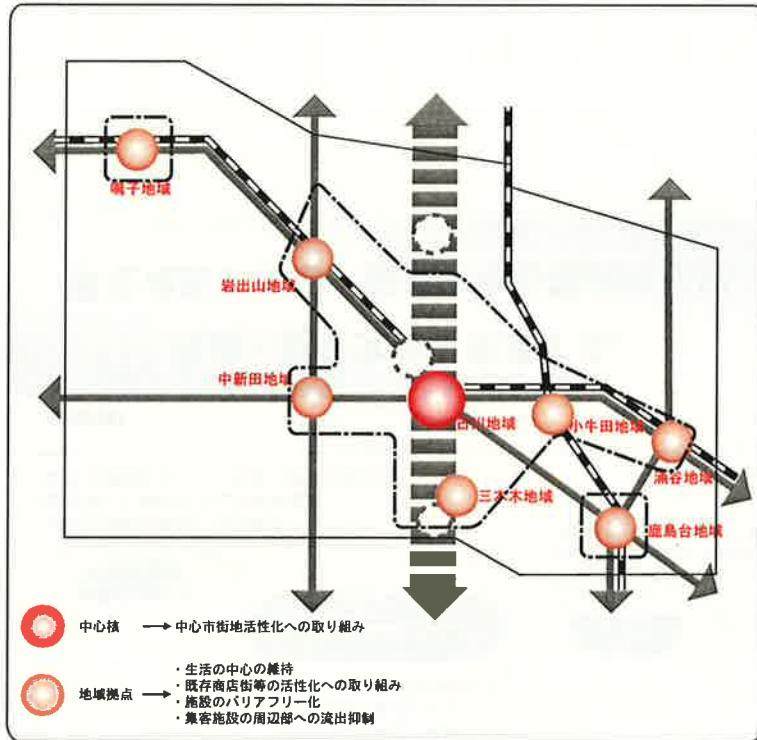 鳴子地域
岩出山地域
中新田地域
古川地域
小牛田地域
涌谷地域
三本木地域
鹿島台地域
中心核 → 中心市街地活性化への取り組み
地域拠点 →
・生活の中心の維持
・既存商店街等の活性化への取り組み
・施設のバリアフリー化
・集客施設の周辺部への流出抑制